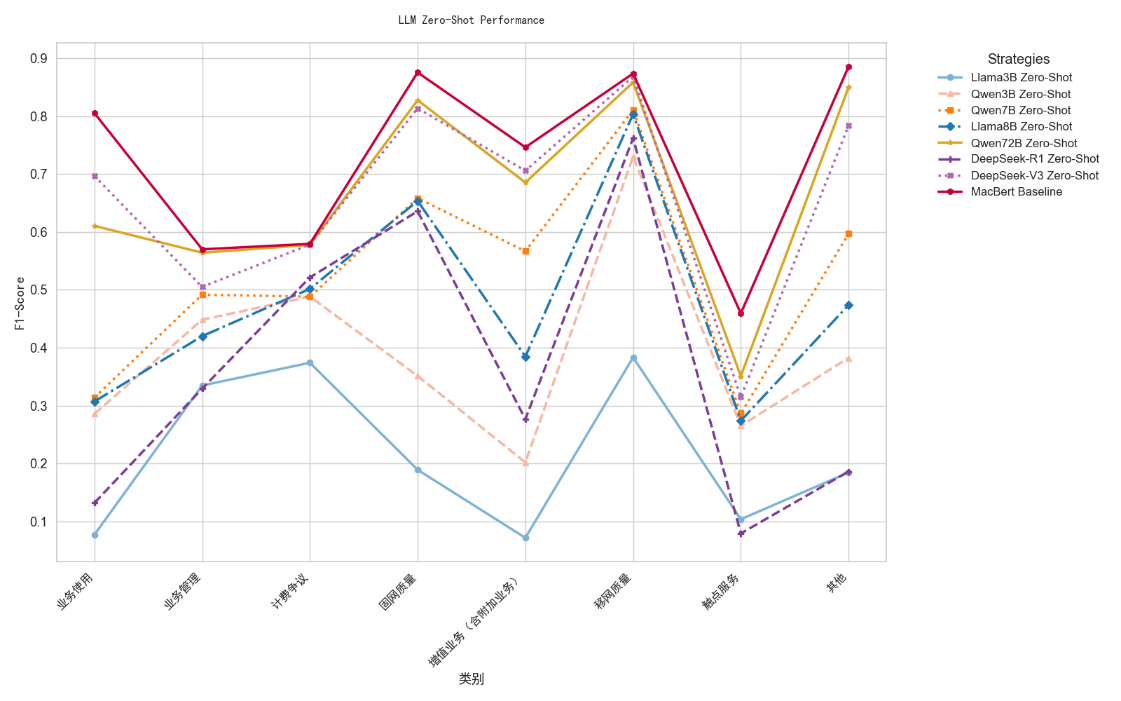 LLM Zero-Shot Performance
Strategies
Llama3B Zero-Shot
Qwen3B Zero-Shot
Qwen7B Zero-Shot
Llama8B Zero-Shot
Qwen72B Zero-Shot
DeepSeek-R1 Zero-Shot
DeepSeek-V3 Zero-Shot
MacBert Baseline
F1-Score
0.9
0.8
0.7
0.6
0.5
0.4
0.3
0.2
0.1
业务使用
业务管理
计费争议
固网质量
增值业务（含附加业务）
移网质量
触点服务
其他
类别